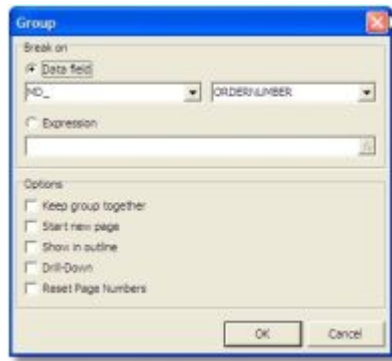 Group
Break on
Data field
MD_ ORDERNUMBER
Expression
Options
Keep group together
Start new page
Show in outline
Drill-Down
Reset Page Numbers
OK Cancel